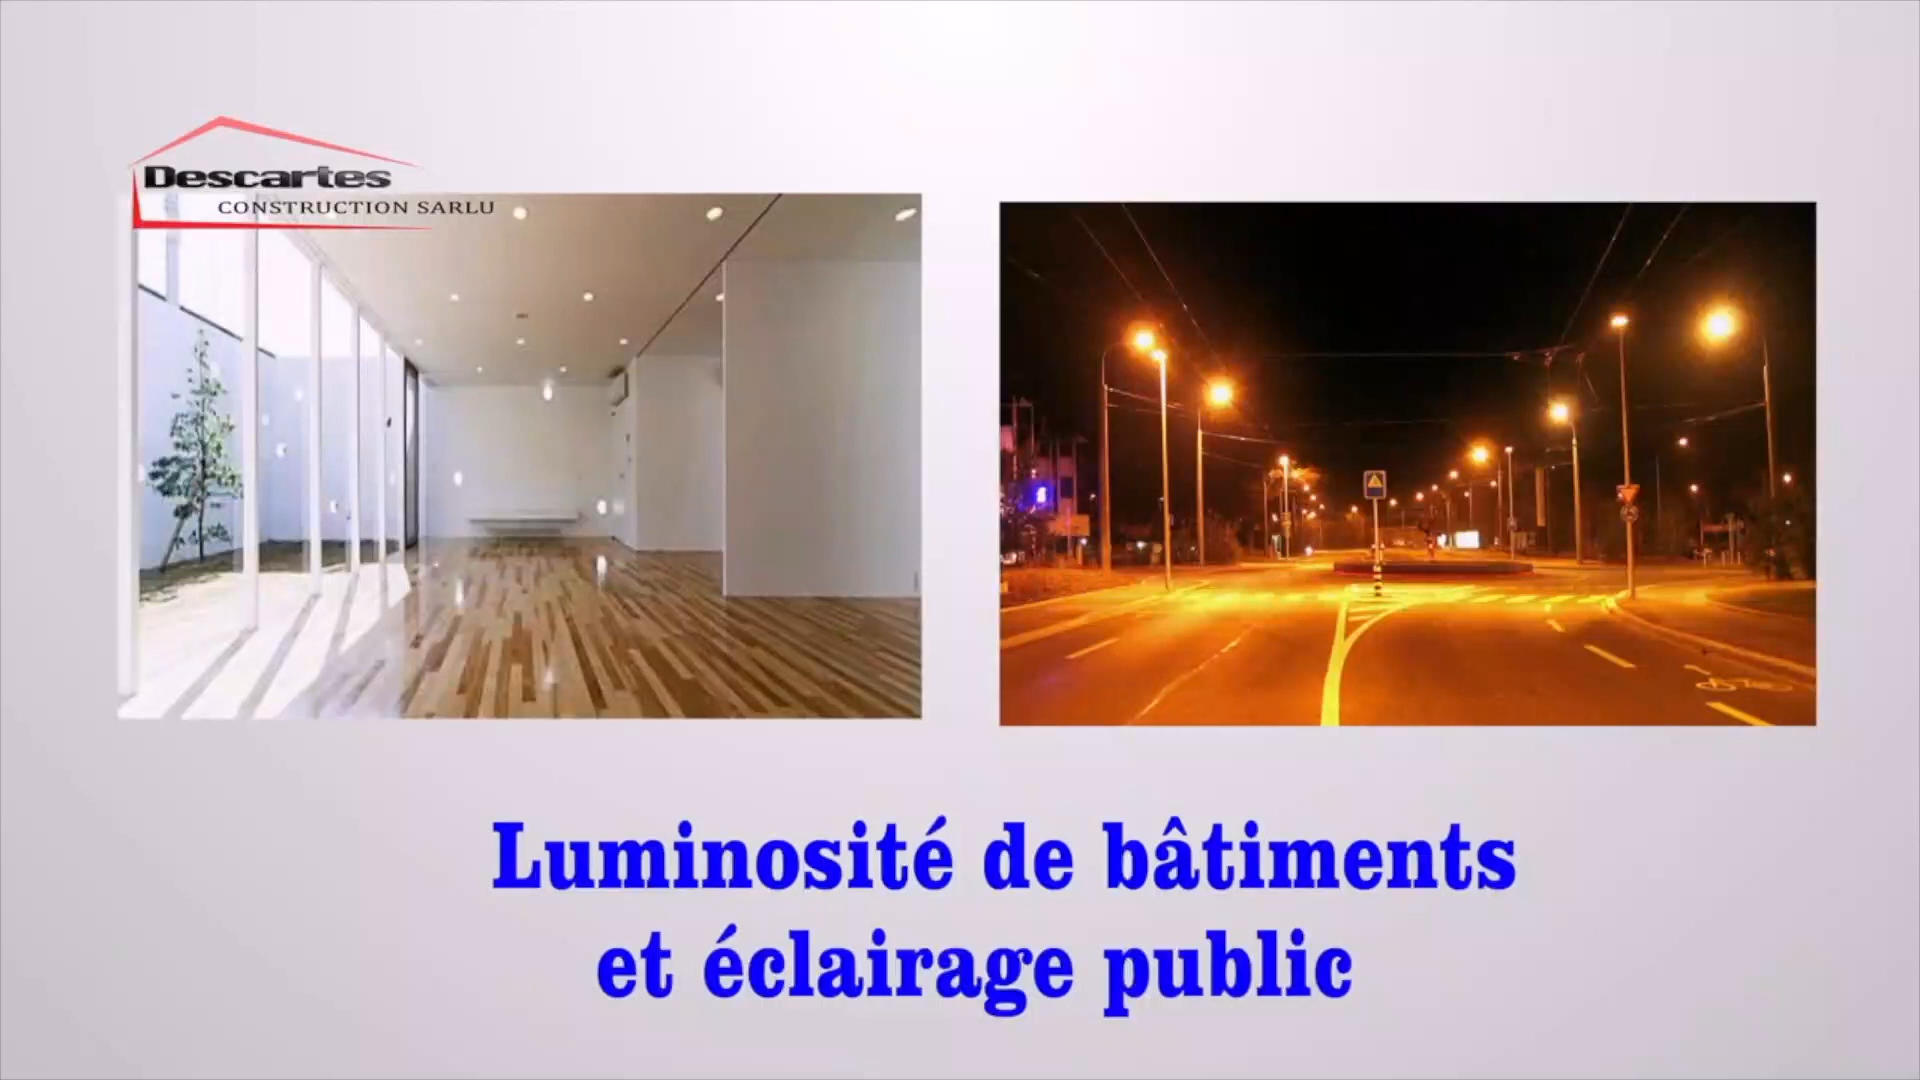 Descartes
CONSTRUCTION SARLU
Luminosité de bâtiments
et éclairage public